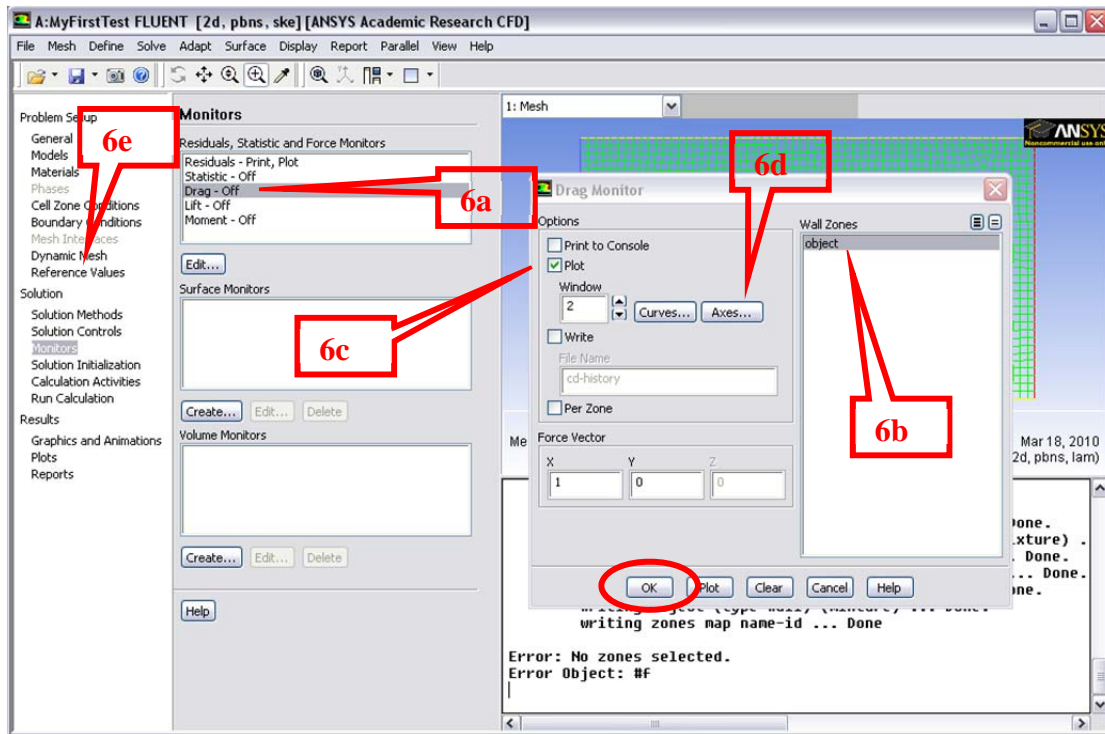 A:MyFirstTest FLUENT [2d, pbns, ske] [ANSYS Academic Research CFD]
File Mesh Define Solve Adapt Surface Display Report Parallel View Help
Problem Setup
General
Models
Materials
Phases
Cell Zone Conditions
Boundary Conditions
Mesh Interfaces
Dynamic Mesh
Reference Values
Solution
Solution Methods
Solution Controls
Monitors
Solution Initialization
Calculation Activities
Run Calculation
Results
Graphics and Animations
Plots
Reports
6e
Monitors
Residuals, Statistic and Force Monitors
Residuals - Print, Plot
Statistic - Off
Drag - Off
Lift - Off
Moment - Off
6a
Edit...
Surface Monitors
6c
Create... Edit... Delete
Volume Monitors
Create... Edit... Delete
Help
1: Mesh
ANSYS
Noncommercial use only
6d
Drag Monitor
Options
Print to Console
Plot
Window
2 Curves... Axes...
Write
File Name
cd-history
Per Zone
Force Vector
X Y Z
1 0 0
Wall Zones
object
6b
OK Plot Clear Cancel Help
Me
Mar 18, 2010
2d, pbns, lam)
Done.
xture) .
. Done.
... Done.
one.
writing zones map name-id ... Done
Error: No zones selected.
Error Object: #f